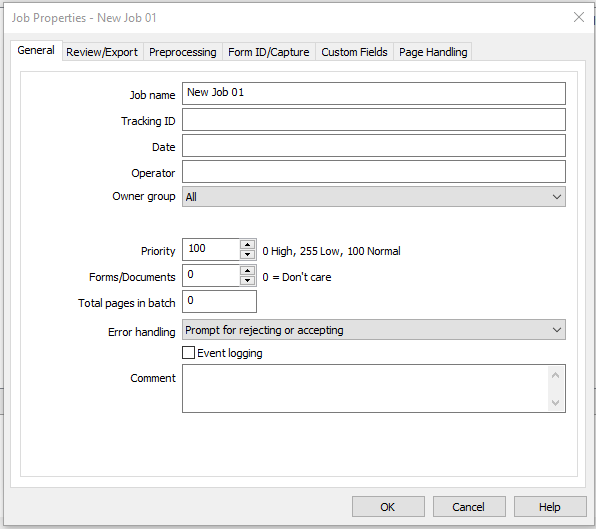 Job Properties - New Job 01
General Review/Export Preprocessing Form ID/Capture Custom Fields Page Handling
Job name New Job 01
Tracking ID
Date
Operator
Owner group All
Priority 100 0 High, 255 Low, 100 Normal
Forms/Documents 0 0 = Don't care
Total pages in batch 0
Error handling Prompt for rejecting or accepting
Event logging
Comment
OK Cancel Help